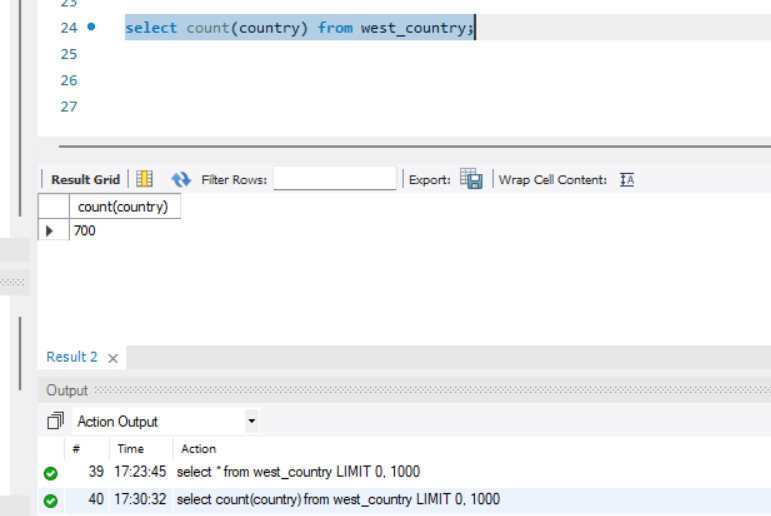 23
24 select count(country) from west_country;
25
26
27
Result Grid Filter Rows: Export: Wrap Cell Content: IA
count(country)
700
Result 2 ×
Output
Action Output
# Time Action
39 17:23:45 select * from west_country LIMIT 0, 1000
40 17:30:32 select count(country) from west_country LIMIT 0, 1000